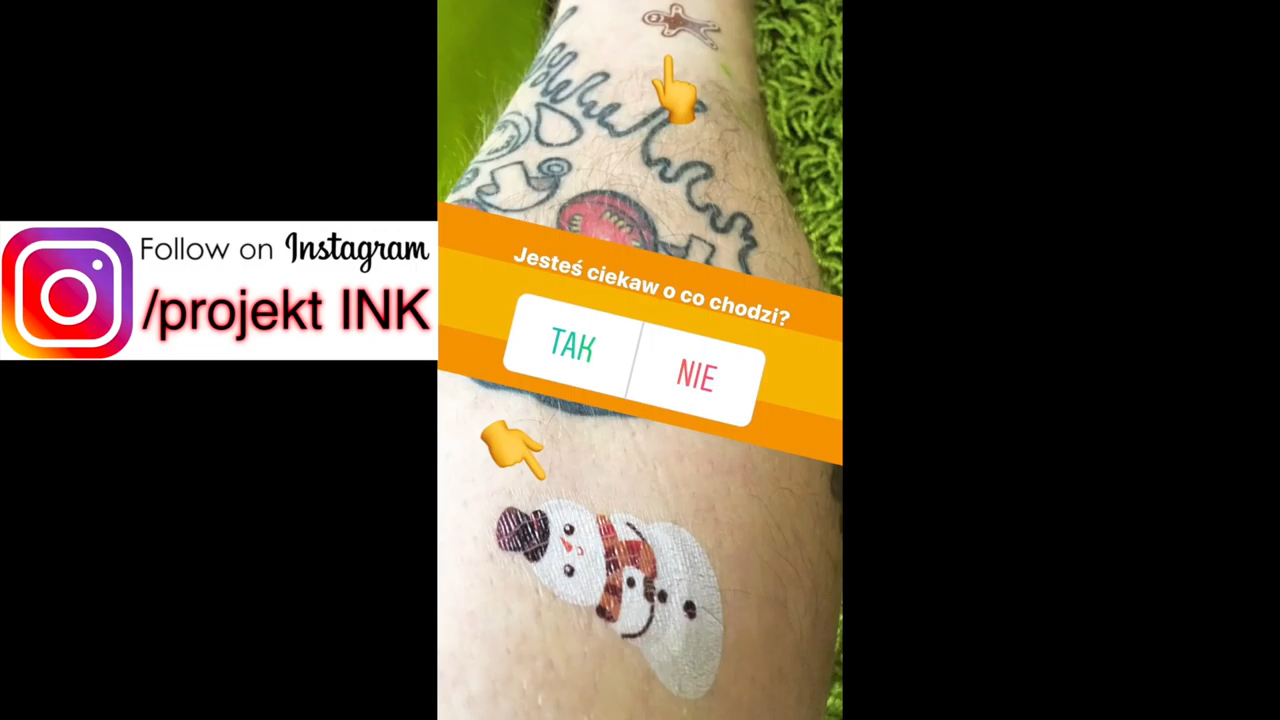 Follow on Instagram
/projekt INK
Jesteś ciekaw o co chodzi?
TAK
NIE